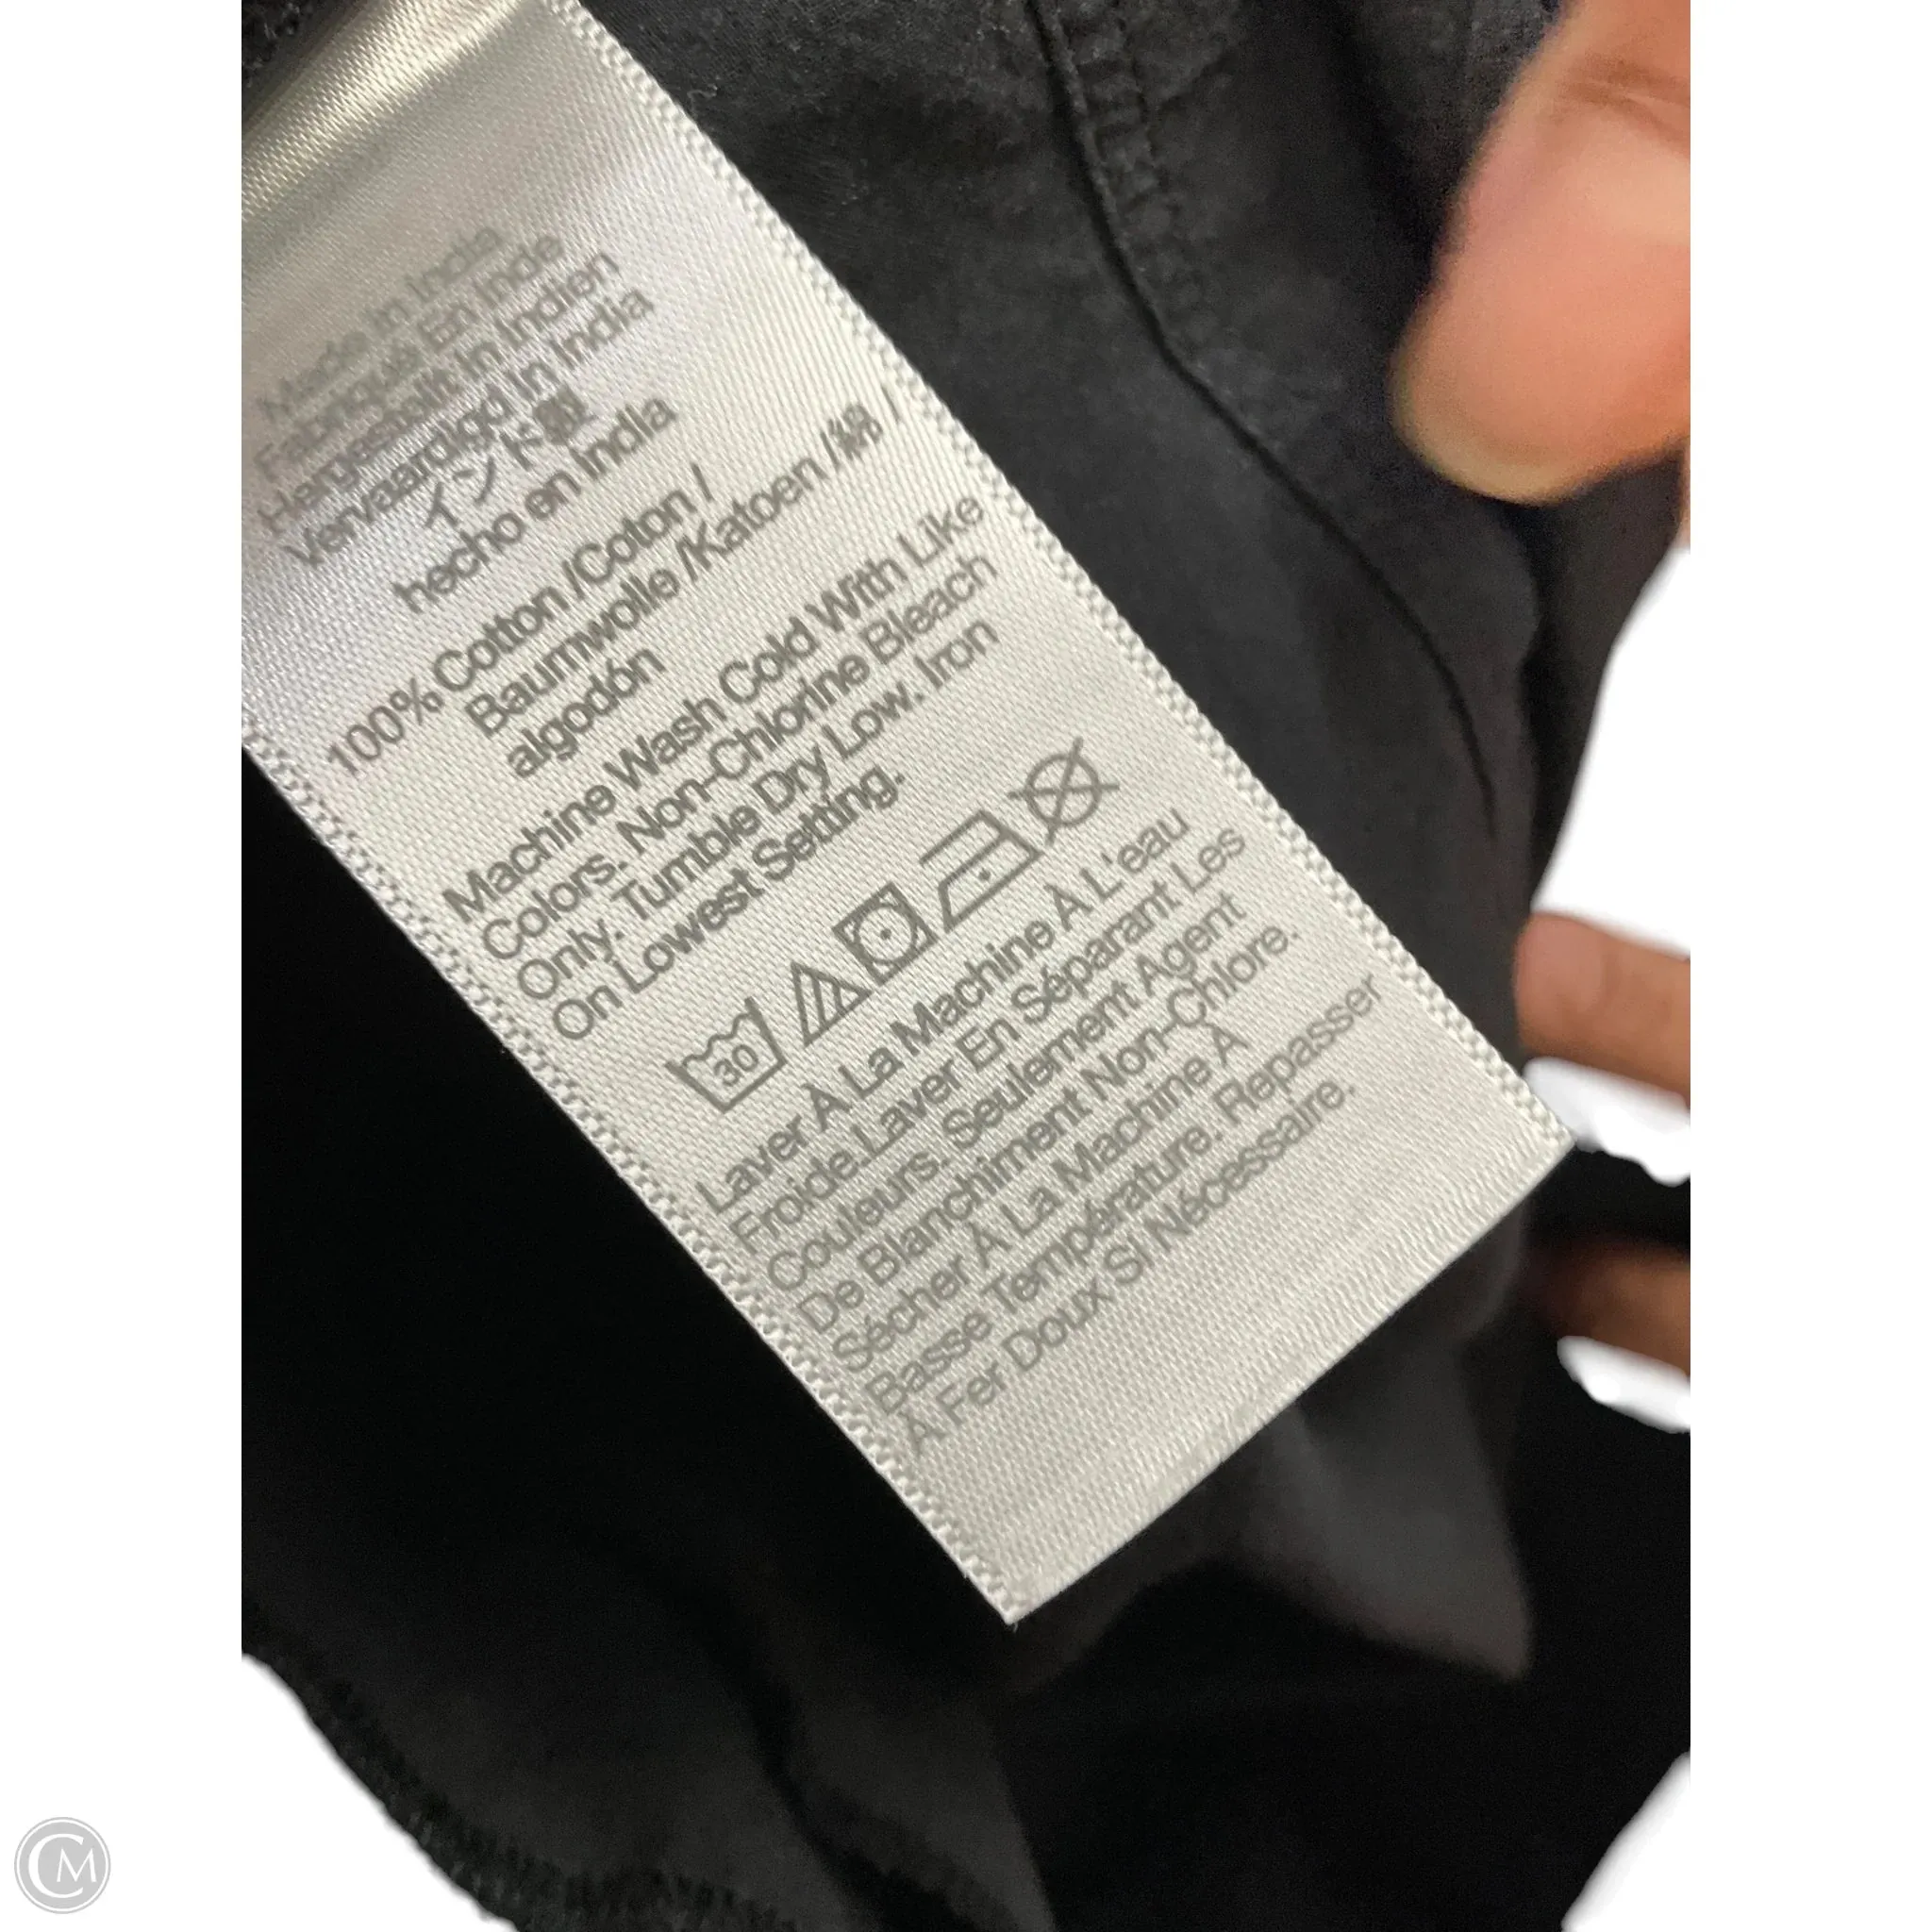 Made in India
Fabriqué En Inde
Hergestellt In Indien
Vervaardigd In India
インド製
hecho en India
100% Cotton /Coton /
Baumwolle /Katoen /綿 /
algodón
Machine Wash Cold With Like
Colors. Non-Chlorine Bleach
Only. Tumble Dry Low. Iron
On Lowest Setting.
30
Laver À La Machine À L'eau
Froide.Laver En Séparant Les
Couleurs. Seulement Agent
De Blanchiment Non-Chlore.
Sécher À La Machine À
Basse Température. Repasser
À Fer Doux Si Nécessaire.
CM